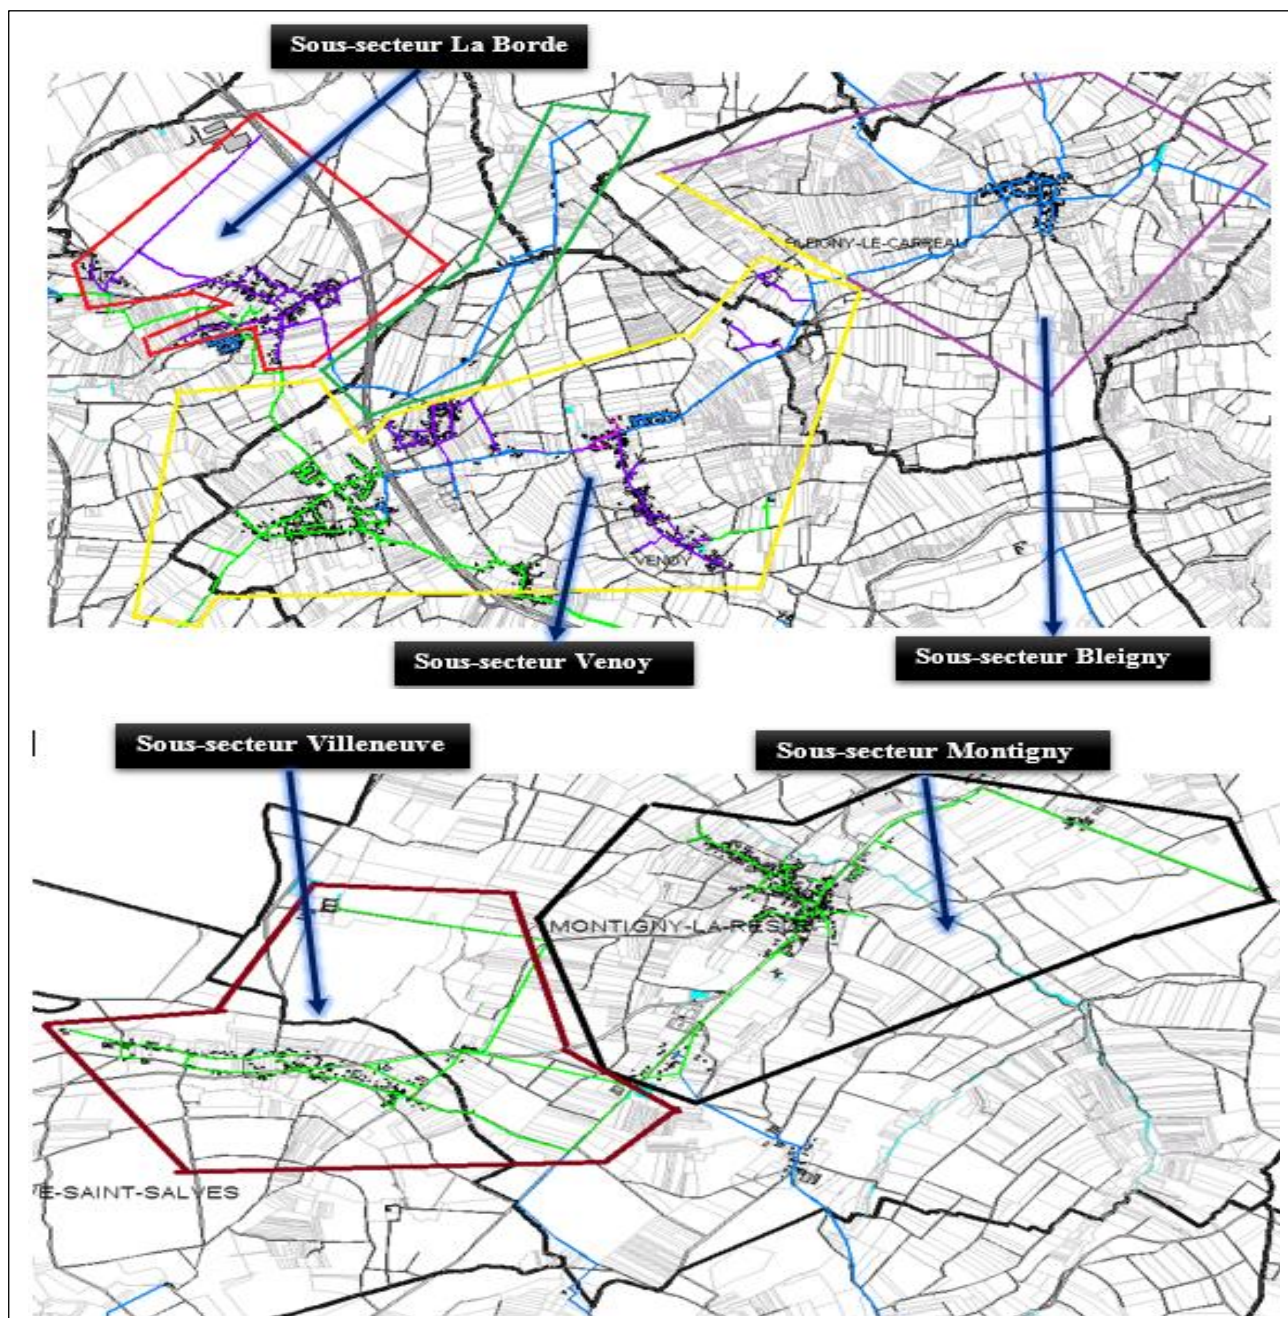 Sous-secteur La Borde
BLEIGNY-LE-CARREAU
VENOY
Sous-secteur Venoy
Sous-secteur Bleigny
Sous-secteur Villeneuve
Sous-secteur Montigny
MONTIGNY-LA-RESLE
E-SAINT-SALVES